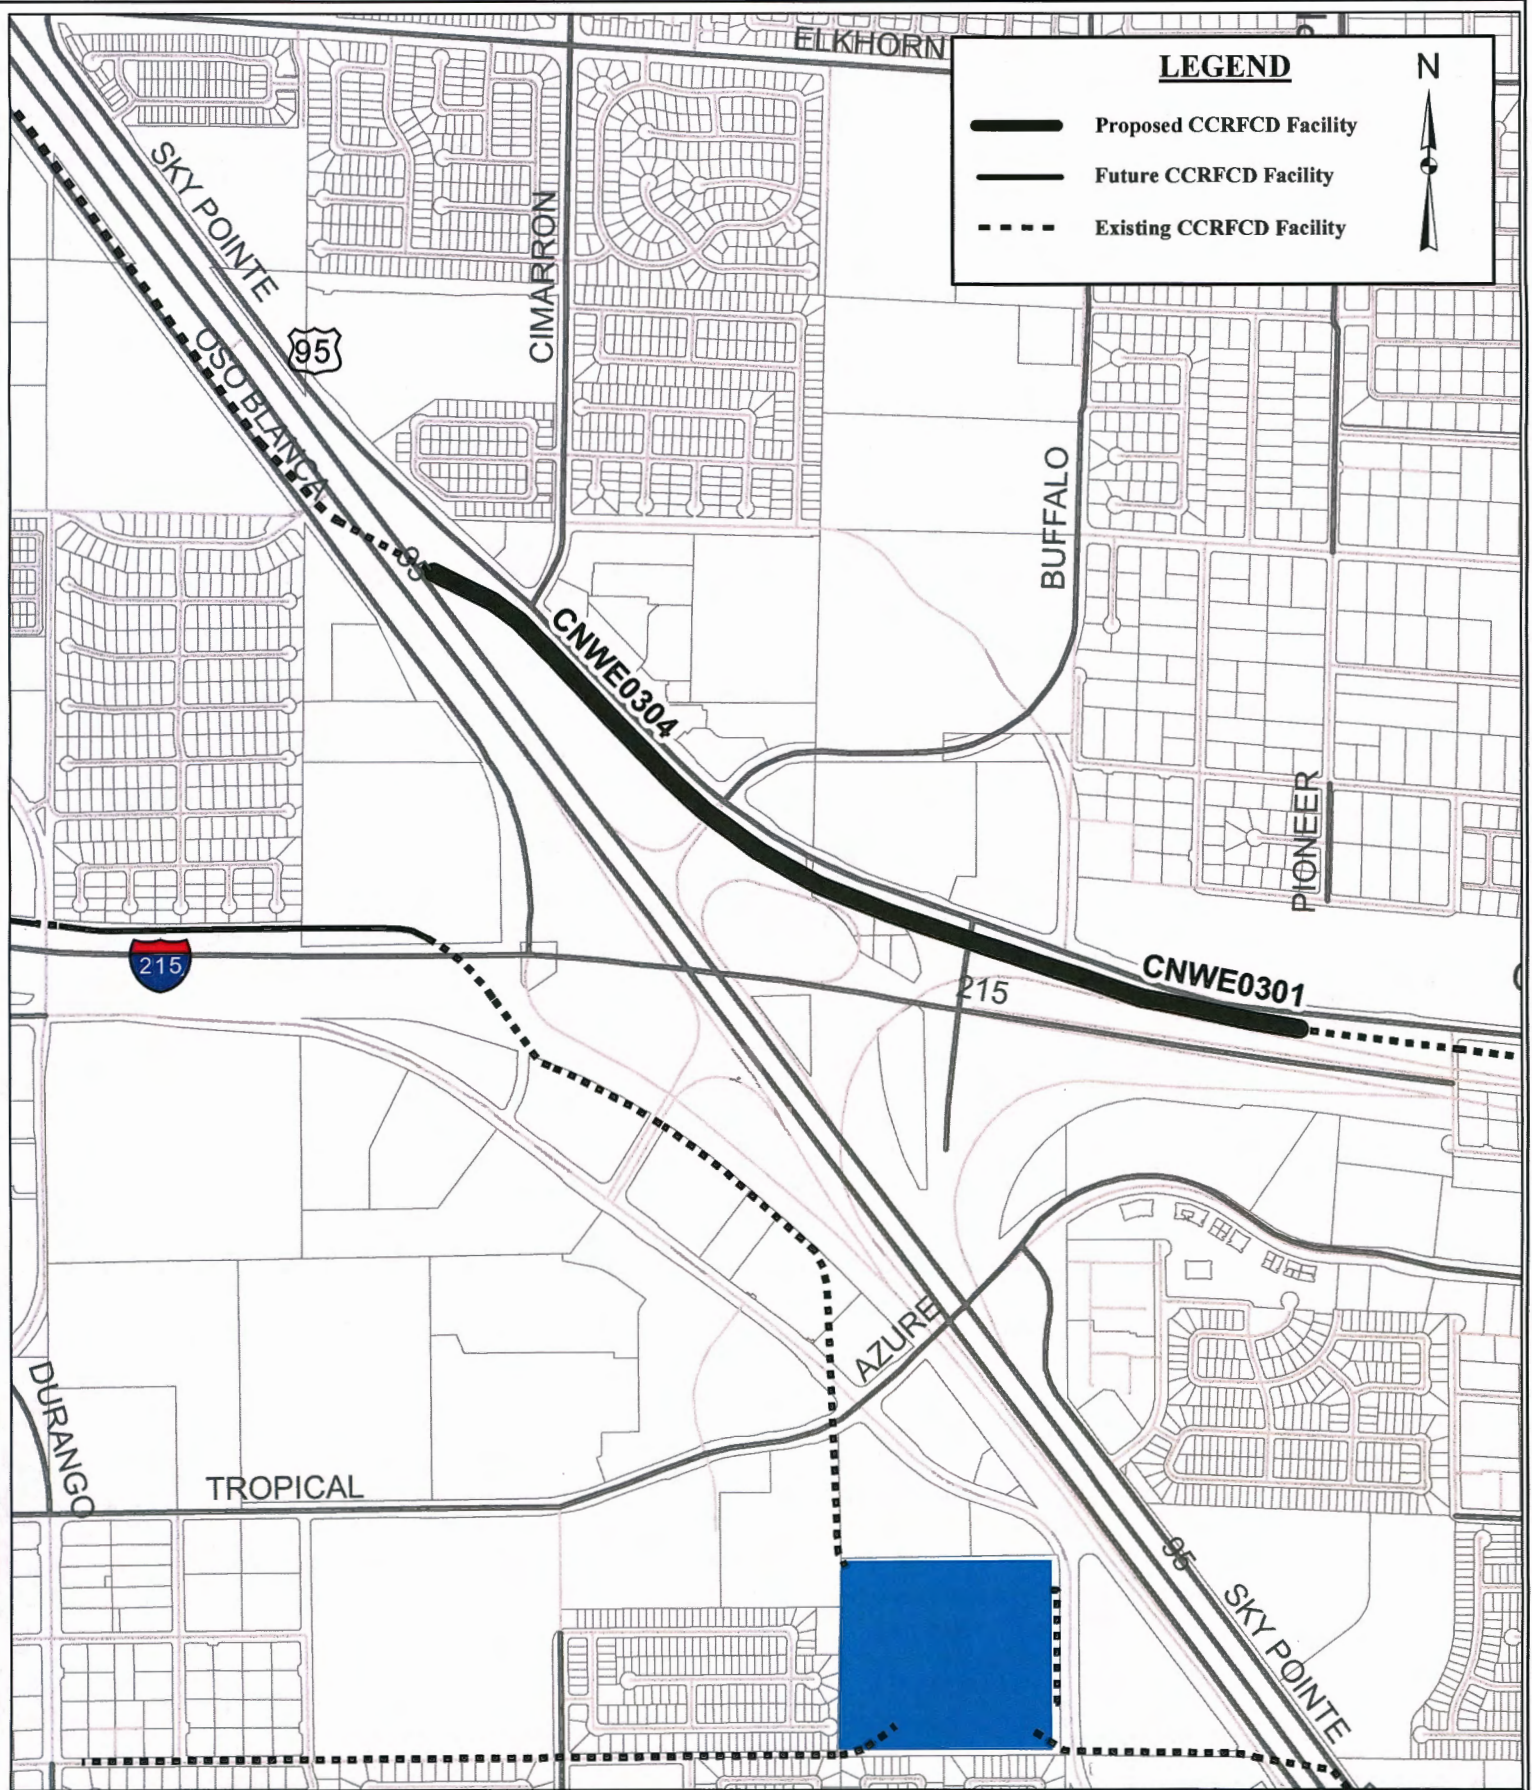 ELKHORN
LEGEND
N
Proposed CCRFCD Facility
Future CCRFCD Facility
Existing CCRFCD Facility
SKY POINTE
CIMARRON
95
OSO BLANCA
BUFFALO
95
CNWE0304
PIONEER
215
CNWE0301
215
AZURE
DURANGO
TROPICAL
95
SKY POINTE